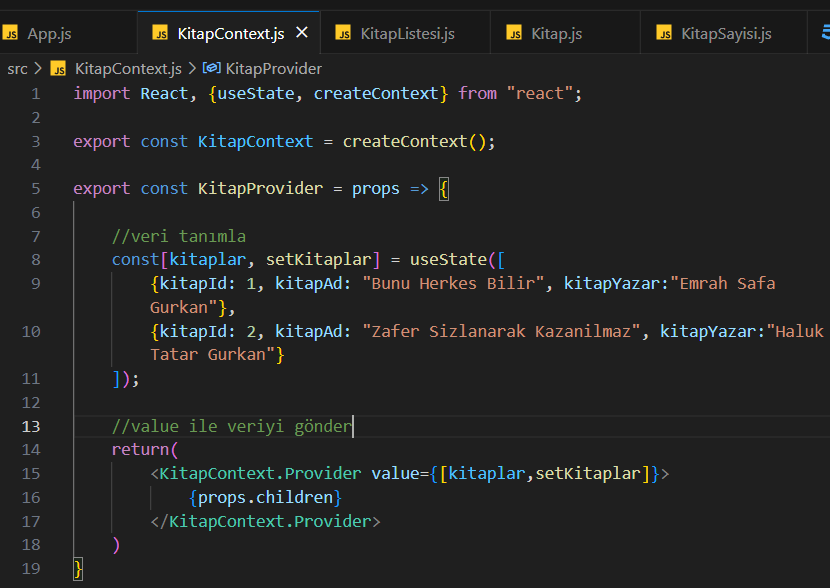 JS App.js JS KitapContext.js × JS KitapListesi.js JS Kitap.js JS KitapSayisi.js
src > JS KitapContext.js > KitapProvider
1 import React, {useState, createContext} from "react";
2
3 export const KitapContext = createContext();
4
5 export const KitapProvider = props => {
6
7 //veri tanımla
8 const[kitaplar, setKitaplar] = useState([
9 {kitapId: 1, kitapAd: "Bunu Herkes Bilir", kitapYazar:"Emrah Safa
Gurkan"},
10 {kitapId: 2, kitapAd: "Zafer Sizlanarak Kazanilmaz", kitapYazar:"Haluk
Tatar Gurkan"}
11 ]);
12
13 //value ile veriyi gönder
14 return(
15 <KitapContext.Provider value={[kitaplar,setKitaplar]}>
16 {props.children}
17 </KitapContext.Provider>
18 )
19 }